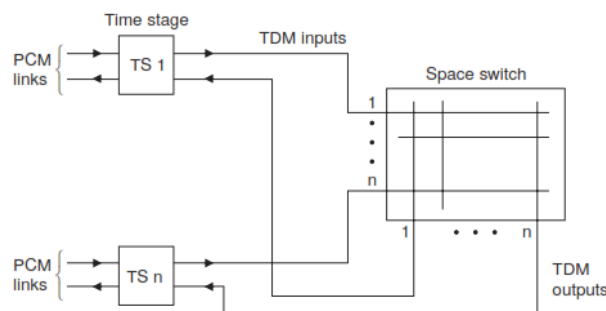 Time stage
PCM
links
TS 1
TDM inputs
Space switch
1
n
1
n
PCM
links
TS n
TDM
outputs